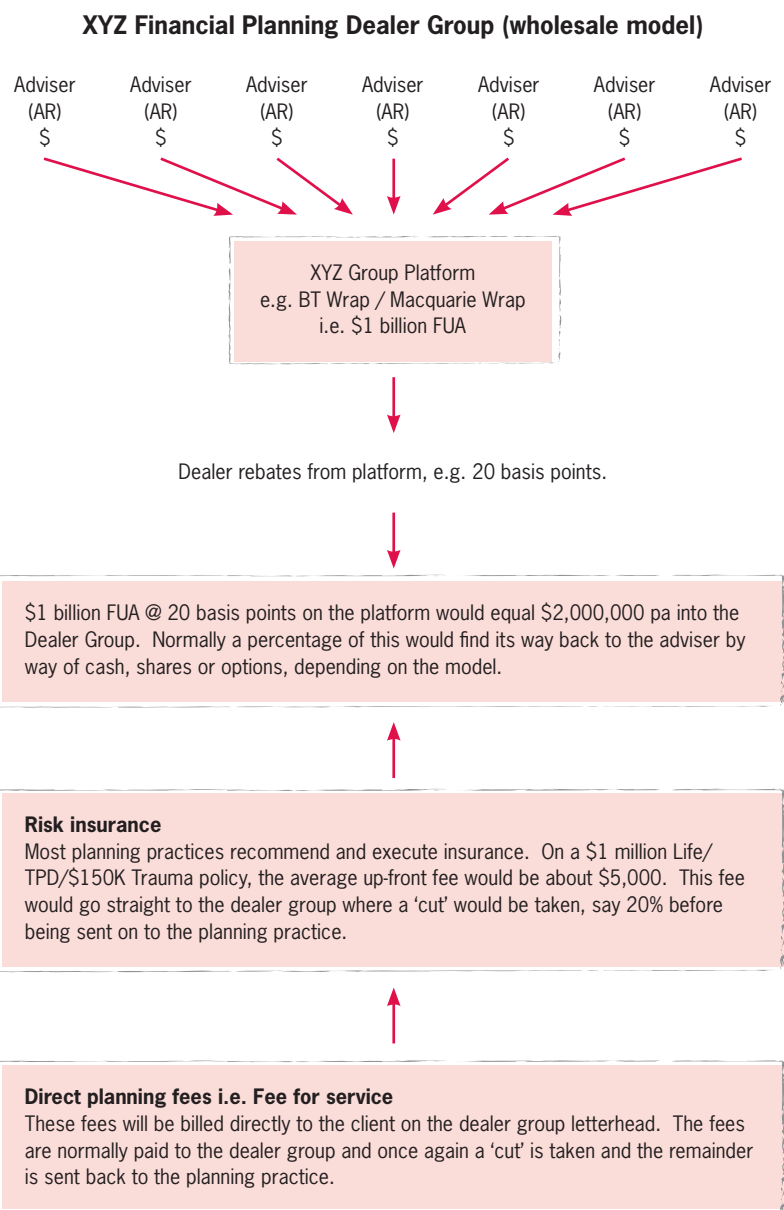 XYZ Financial Planning Dealer Group (wholesale model)
Adviser Adviser Adviser Adviser Adviser Adviser Adviser
(AR) (AR) (AR) (AR) (AR) (AR) (AR)
$ $ $ $ $ $ $
XYZ Group Platform
e.g. BT Wrap / Macquarie Wrap
i.e. $1 billion FUA
Dealer rebates from platform, e.g. 20 basis points.
$1 billion FUA @ 20 basis points on the platform would equal $2,000,000 pa into the
Dealer Group. Normally a percentage of this would find its way back to the adviser by
way of cash, shares or options, depending on the model.
Risk insurance
Most planning practices recommend and execute insurance. On a $1 million Life/
TPD/$150K Trauma policy, the average up-front fee would be about $5,000. This fee
would go straight to the dealer group where a ‘cut’ would be taken, say 20% before
being sent on to the planning practice.
Direct planning fees i.e. Fee for service
These fees will be billed directly to the client on the dealer group letterhead. The fees
are normally paid to the dealer group and once again a ‘cut’ is taken and the remainder
is sent back to the planning practice.